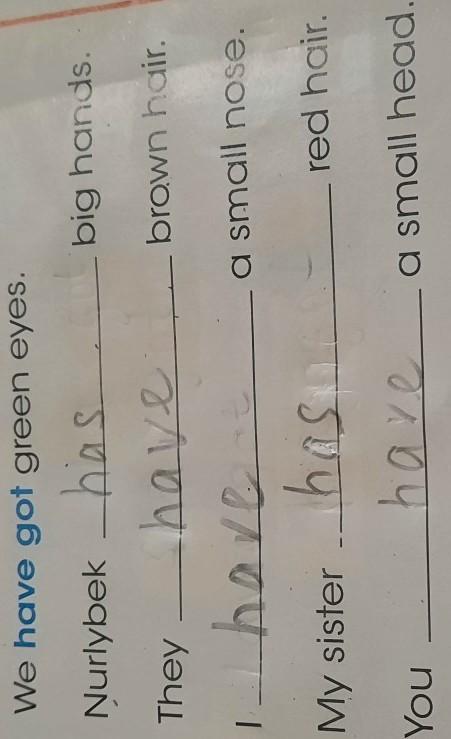 We have got green eyes.
Nurlybek has big hands.
They have brown hair.
I have a small nose.
My sister has red hair.
You have a small head.